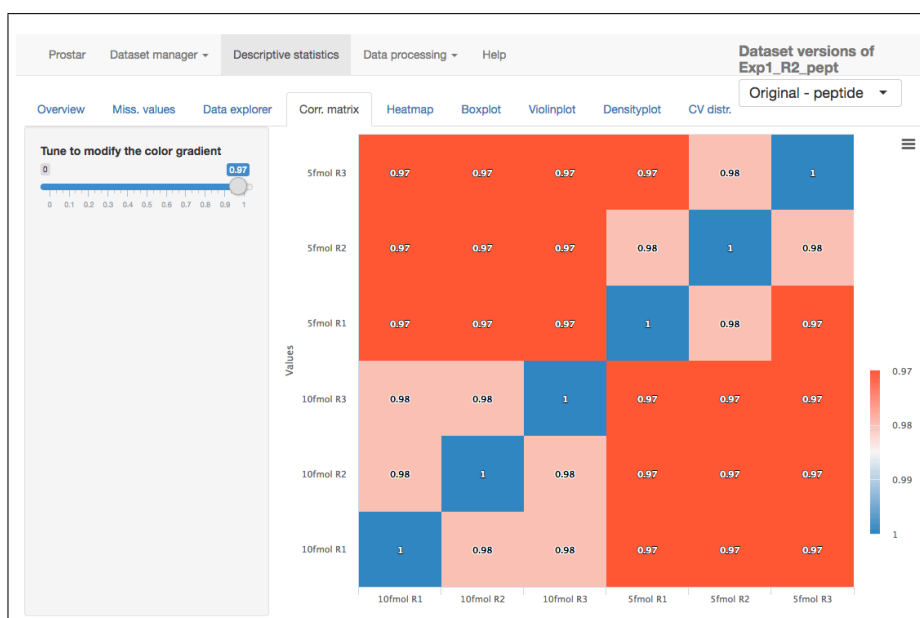 Prostar Dataset manager Descriptive statistics Data processing Help
Dataset versions of
Exp1_R2_pept
Original - peptide
Overview Miss. values Data explorer Corr. matrix Heatmap Boxplot Violinplot Densityplot CV distr.
Tune to modify the color gradient
0 0.97
0 0.1 0.2 0.3 0.4 0.5 0.6 0.7 0.8 0.9 1
Values
5fmol R3 0.97 0.97 0.97 0.97 0.98 1
5fmol R2 0.97 0.97 0.97 0.98 1 0.98
5fmol R1 0.97 0.97 0.97 1 0.98 0.97
10fmol R3 0.98 0.98 1 0.97 0.97 0.97
10fmol R2 0.98 1 0.98 0.97 0.97 0.97
10fmol R1 1 0.98 0.98 0.97 0.97 0.97
10fmol R1 10fmol R2 10fmol R3 5fmol R1 5fmol R2 5fmol R3
0.97
0.98
0.99
1